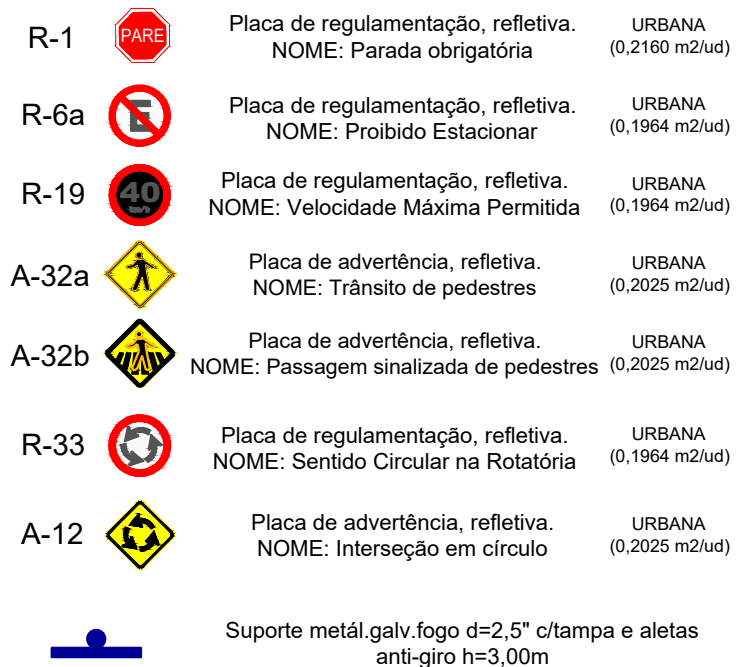 R-1
PARE
Placa de regulamentação, refletiva.
NOME: Parada obrigatória
URBANA
(0,2160 m2/ud)
R-6a
E
Placa de regulamentação, refletiva.
NOME: Proibido Estacionar
URBANA
(0,1964 m2/ud)
R-19
40
km/h
Placa de regulamentação, refletiva.
NOME: Velocidade Máxima Permitida
URBANA
(0,1964 m2/ud)
A-32a
Placa de advertência, refletiva.
NOME: Trânsito de pedestres
URBANA
(0,2025 m2/ud)
A-32b
Placa de advertência, refletiva.
NOME: Passagem sinalizada de pedestres
URBANA
(0,2025 m2/ud)
R-33
Placa de regulamentação, refletiva.
NOME: Sentido Circular na Rotatória
URBANA
(0,1964 m2/ud)
A-12
Placa de advertência, refletiva.
NOME: Interseção em círculo
URBANA
(0,2025 m2/ud)
Suporte metál.galv.fogo d=2,5" c/tampa e aletas
anti-giro h=3,00m